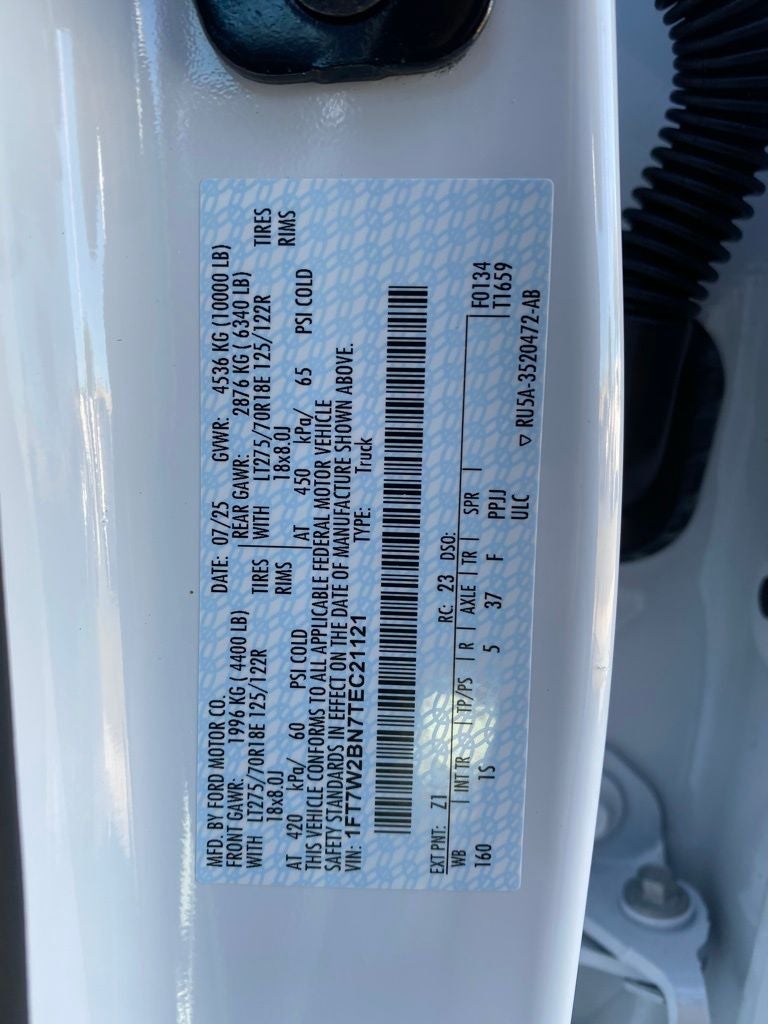 MFD. BY FORD MOTOR CO. DATE: 07/25 GVWR: 4536 KG (10000 LB)
FRONT GAWR: 1996 KG ( 4400 LB) REAR GAWR: 2876 KG ( 6340 LB)
WITH LT275/70R18E 125/122R TIRES WITH LT275/70R18E 125/122R TIRES
18x8.0J RIMS 18x8.0J RIMS
AT 420 kPa/ 60 PSI COLD AT 450 kPa/ 65 PSI COLD
THIS VEHICLE CONFORMS TO ALL APPLICABLE FEDERAL MOTOR VEHICLE
SAFETY STANDARDS IN EFFECT ON THE DATE OF MANUFACTURE SHOWN ABOVE.
VIN: 1FT7W2BN7TEC21121 TYPE: Truck
EXT PNT: Z1 RC: 23 DSO: F0134
WB INT TR TP/PS R AXLE TR SPR T1659
160 1S 5 37 F PPJJ
ULC ▽ RU5A-3520472-AB